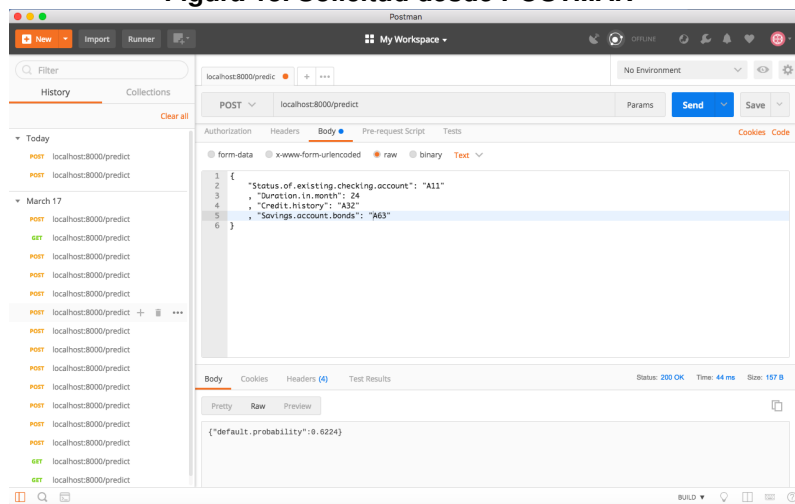 Figura 18. Solicitud desde POSTMAN
Postman
New
Import
Runner
My Workspace
OFFLINE
Filter
History
Collections
Clear all
Today
POST localhost:8000/predict
POST localhost:8000/predict
March 17
POST localhost:8000/predict
GET localhost:8000/predict
POST localhost:8000/predict
POST localhost:8000/predict
POST localhost:8000/predict
POST localhost:8000/predict
POST localhost:8000/predict
POST localhost:8000/predict
POST localhost:8000/predict
POST localhost:8000/predict
POST localhost:8000/predict
POST localhost:8000/predict
GET localhost:8000/predict
GET localhost:8000/predict
localhost:8000/predic
No Environment
POST
localhost:8000/predict
Params
Send
Save
Authorization
Headers
Body
Pre-request Script
Tests
Cookies
Code
form-data
x-www-form-urlencoded
raw
binary
Text
1 {
2 "Status.of.existing.checking.account": "A11"
3 , "Duration.in.month": 24
4 , "Credit.history": "A32"
5 , "Savings.account.bonds": "A63"
6 }
Body
Cookies
Headers (4)
Test Results
Status: 200 OK
Time: 44 ms
Size: 157 B
Pretty
Raw
Preview
{"default.probability":0.6224}
BUILD